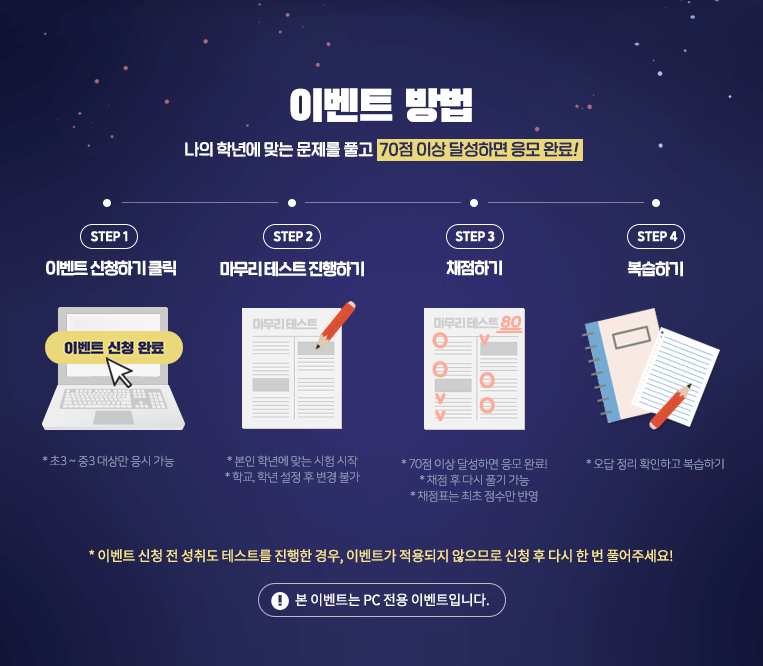 이벤트 방법
나의 학년에 맞는 문제를 풀고 70점 이상 달성하면 응모 완료!
STEP 1
이벤트 신청하기 클릭
이벤트 신청 완료
* 초3 ~ 중3 대상만 응시 가능
STEP 2
마무리 테스트 진행하기
마무리 테스트
* 본인 학년에 맞는 시험 시작
* 학교, 학년 설정 후 변경 불가
STEP 3
채점하기
마무리 테스트 80
* 70점 이상 달성하면 응모 완료!
* 채점 후 다시 풀기 가능
* 채점표는 최초 점수만 반영
STEP 4
복습하기
* 오답 정리 확인하고 복습하기
* 이벤트 신청 전 성취도 테스트를 진행한 경우, 이벤트가 적용되지 않으므로 신청 후 다시 한 번 풀어주세요!
! 본 이벤트는 PC 전용 이벤트입니다.